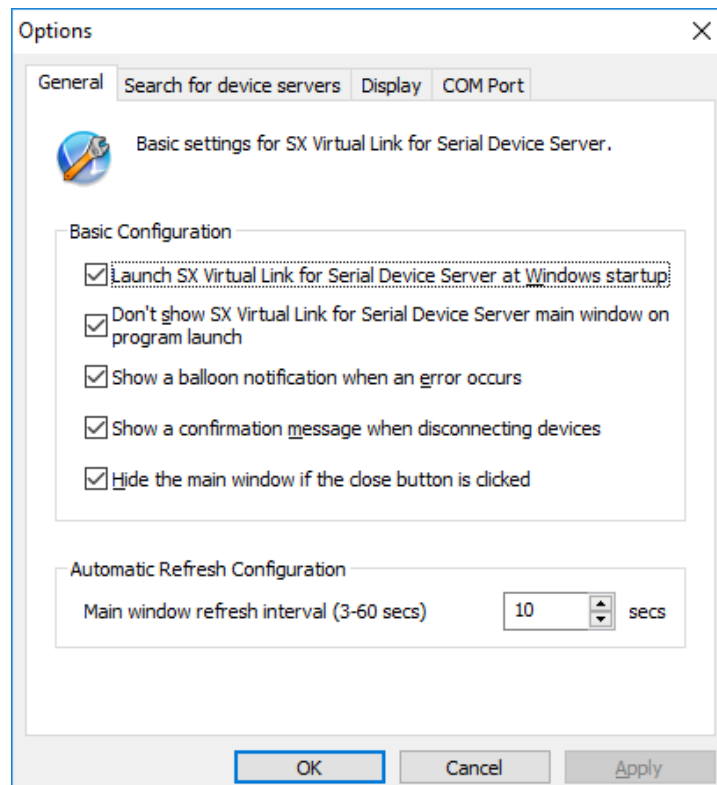 Options
General
Search for device servers
Display
COM Port
Basic settings for SX Virtual Link for Serial Device Server.
Basic Configuration
Launch SX Virtual Link for Serial Device Server at Windows startup
Don't show SX Virtual Link for Serial Device Server main window on
program launch
Show a balloon notification when an error occurs
Show a confirmation message when disconnecting devices
Hide the main window if the close button is clicked
Automatic Refresh Configuration
Main window refresh interval (3-60 secs) 10 secs
OK Cancel Apply